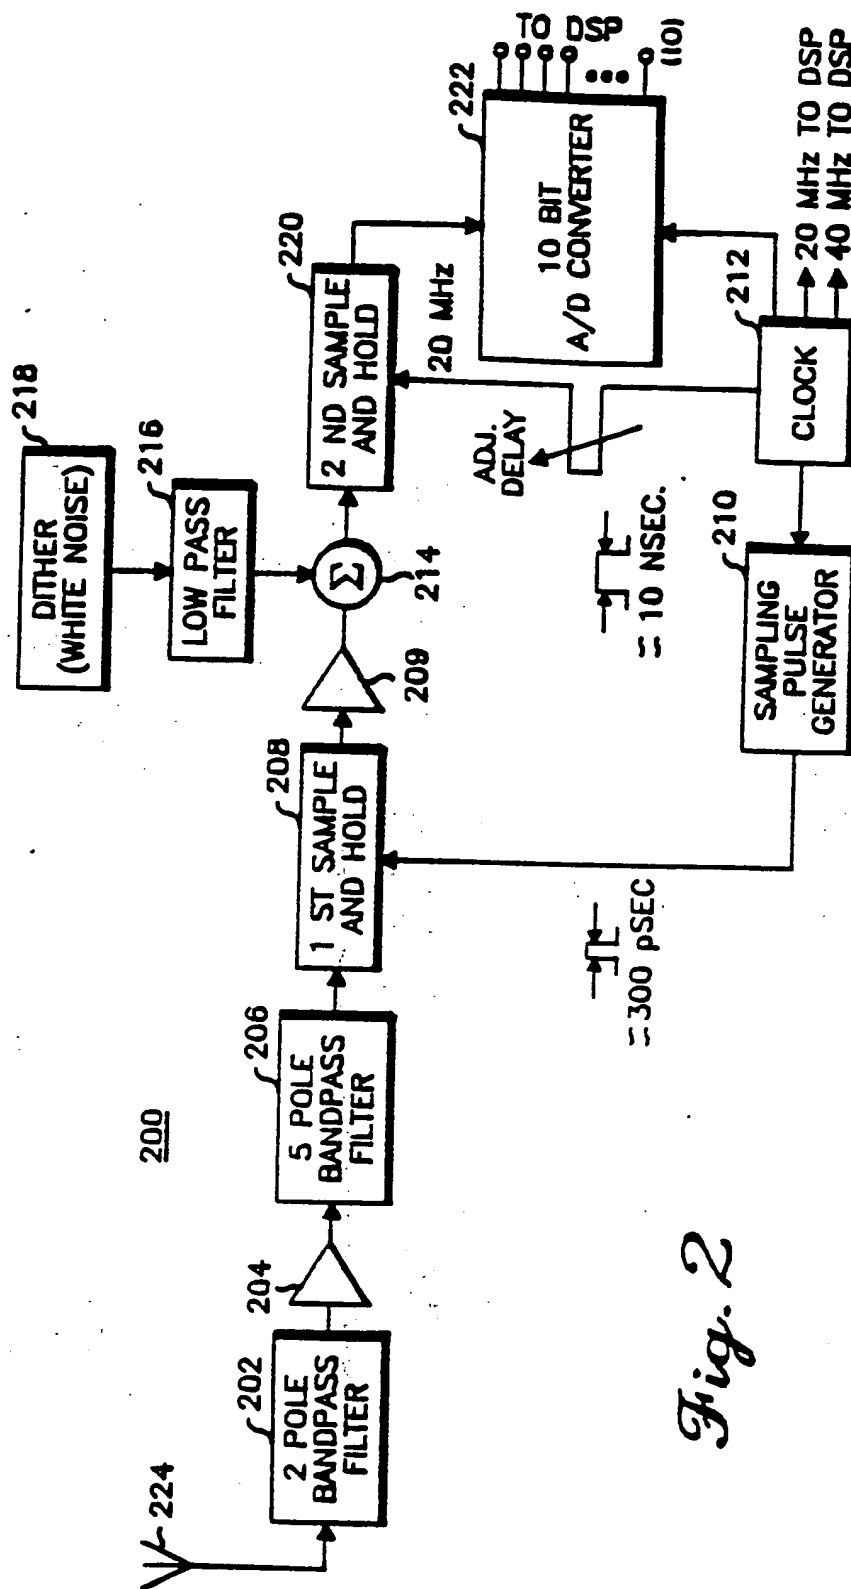 200
224
202
2 POLE
BANDPASS
FILTER
204
206
5 POLE
BANDPASS
FILTER
208
1 ST SAMPLE
AND HOLD
209
214
Σ
218
DITHER
(WHITE NOISE)
216
LOW PASS
FILTER
220
2 ND SAMPLE
AND HOLD
20 MHz
222
10 BIT
A/D CONVERTER
TO DSP
(10)
ADJ.
DELAY
≈ 10 NSEC.
≈300 pSEC
210
SAMPLING
PULSE
GENERATOR
212
CLOCK
20 MHz TO DSP
40 MHz TO DSP
Fig. 2